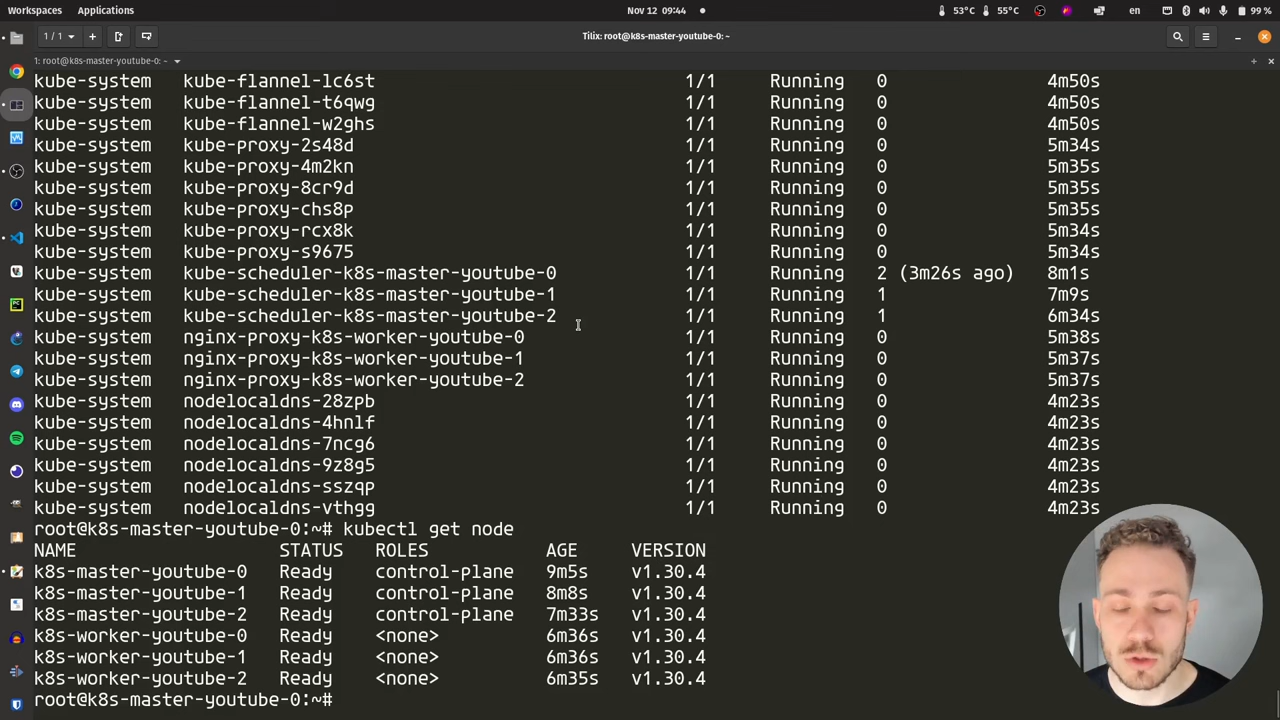 Workspaces Applications Nov 12 09:44 53°C 55°C en 99 %
1 / 1 Tilix: root@k8s-master-youtube-0: ~
1: root@k8s-master-youtube-0: ~
kube-system kube-flannel-lc6st 1/1 Running 0 4m50s
kube-system kube-flannel-t6qwg 1/1 Running 0 4m50s
kube-system kube-flannel-w2ghs 1/1 Running 0 4m50s
kube-system kube-proxy-2s48d 1/1 Running 0 5m34s
kube-system kube-proxy-4m2kn 1/1 Running 0 5m35s
kube-system kube-proxy-8cr9d 1/1 Running 0 5m35s
kube-system kube-proxy-chs8p 1/1 Running 0 5m35s
kube-system kube-proxy-rcx8k 1/1 Running 0 5m34s
kube-system kube-proxy-s9675 1/1 Running 0 5m34s
kube-system kube-scheduler-k8s-master-youtube-0 1/1 Running 2 (3m26s ago) 8m1s
kube-system kube-scheduler-k8s-master-youtube-1 1/1 Running 1 7m9s
kube-system kube-scheduler-k8s-master-youtube-2 1/1 Running 1 6m34s
kube-system nginx-proxy-k8s-worker-youtube-0 1/1 Running 0 5m38s
kube-system nginx-proxy-k8s-worker-youtube-1 1/1 Running 0 5m37s
kube-system nginx-proxy-k8s-worker-youtube-2 1/1 Running 0 5m37s
kube-system nodelocaldns-28zpb 1/1 Running 0 4m23s
kube-system nodelocaldns-4hnlf 1/1 Running 0 4m23s
kube-system nodelocaldns-7ncg6 1/1 Running 0 4m23s
kube-system nodelocaldns-9z8g5 1/1 Running 0 4m23s
kube-system nodelocaldns-sszqp 1/1 Running 0 4m23s
kube-system nodelocaldns-vthgg 1/1 Running 0 4m23s
root@k8s-master-youtube-0:~# kubectl get node
NAME STATUS ROLES AGE VERSION
k8s-master-youtube-0 Ready control-plane 9m5s v1.30.4
k8s-master-youtube-1 Ready control-plane 8m8s v1.30.4
k8s-master-youtube-2 Ready control-plane 7m33s v1.30.4
k8s-worker-youtube-0 Ready <none> 6m36s v1.30.4
k8s-worker-youtube-1 Ready <none> 6m36s v1.30.4
k8s-worker-youtube-2 Ready <none> 6m35s v1.30.4
root@k8s-master-youtube-0:~#